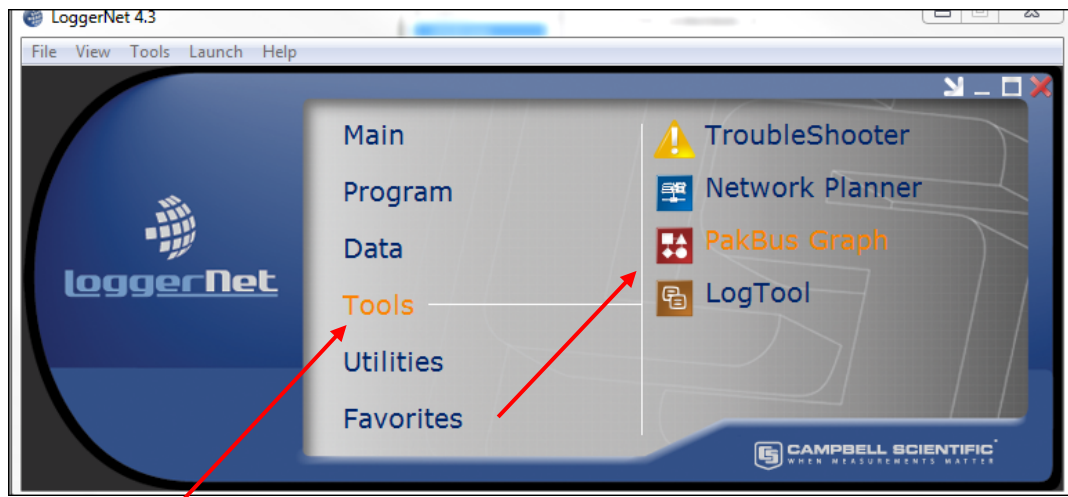 LoggerNet 4.3
File View Tools Launch Help
LoggerNet
Main
Program
Data
Tools
Utilities
Favorites
TroubleShooter
Network Planner
PakBus Graph
LogTool
CAMPBELL SCIENTIFIC
WHEN MEASUREMENTS MATTER